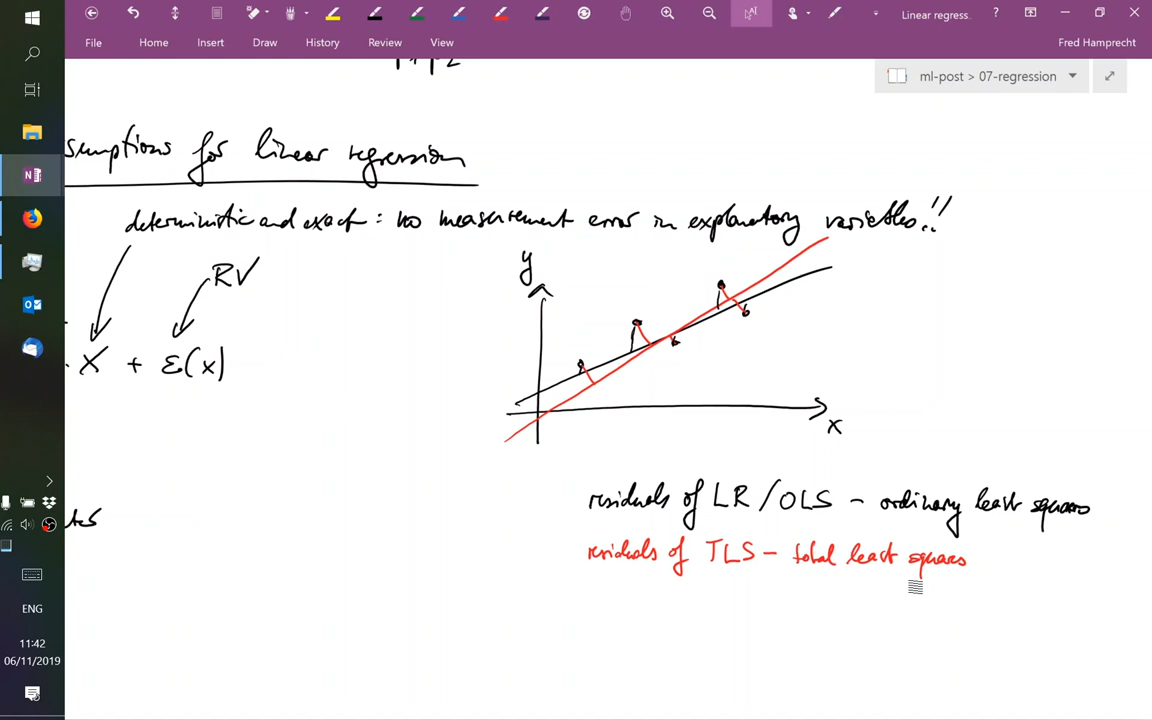 Linear regress...
?
File Home Insert Draw History Review View
Fred Hamprecht
ml-post > 07-regression
sumptions for linear regression
deterministic and exact : no measurement error in explanatory variables!!
RV
y
· X + ε(x)
x
residuals of LR / OLS – ordinary least squares
residuals of TLS – total least squares
ENG
11:42
06/11/2019